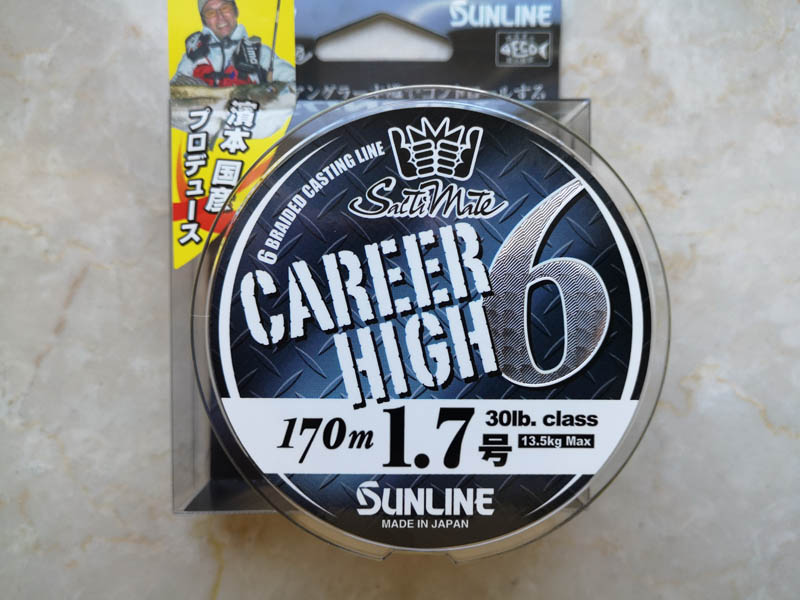 SUNLINE
濱本 国彦
プロデュース
アングラー
コントロールする
6 BRAIDED CASTING LINE
SaltiMate
CAREER
HIGH
6
170m 1.7号
30lb. class
13.5kg Max
SUNLINE
MADE IN JAPAN